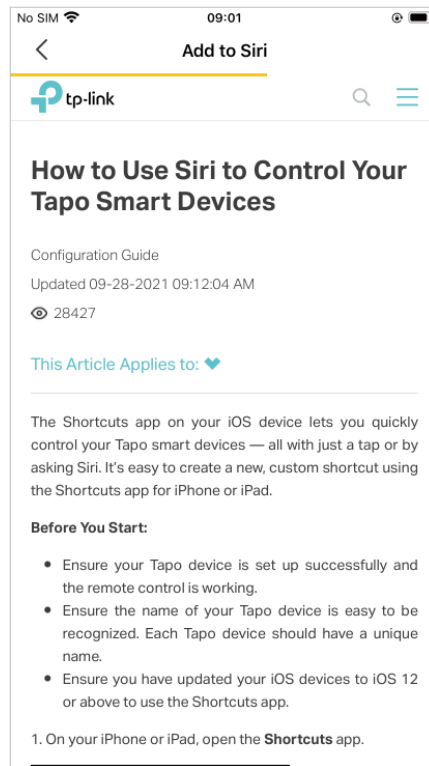 No SIM 09:01
Add to Siri
tp-link
How to Use Siri to Control Your
Tapo Smart Devices
Configuration Guide
Updated 09-28-2021 09:12:04 AM
28427
This Article Applies to:
The Shortcuts app on your iOS device lets you quickly
control your Tapo smart devices — all with just a tap or by
asking Siri. It's easy to create a new, custom shortcut using
the Shortcuts app for iPhone or iPad.
Before You Start:
• Ensure your Tapo device is set up successfully and
the remote control is working.
• Ensure the name of your Tapo device is easy to be
recognized. Each Tapo device should have a unique
name.
• Ensure you have updated your iOS devices to iOS 12
or above to use the Shortcuts app.
1. On your iPhone or iPad, open the Shortcuts app.